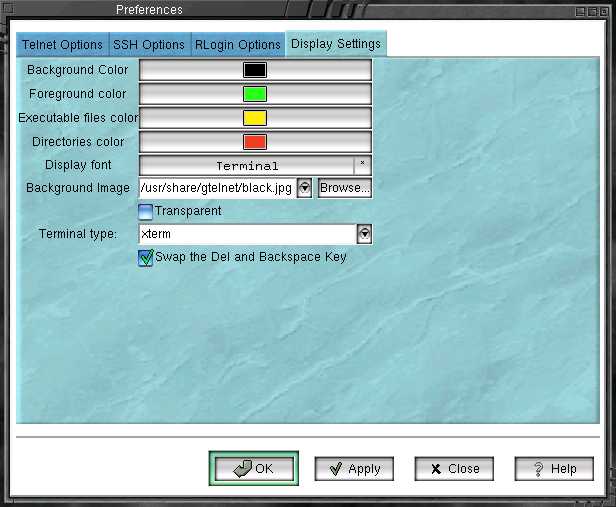 Preferences
Telnet Options SSH Options RLogin Options Display Settings
Background Color
Foreground color
Executable files color
Directories color
Display font Terminal
Background Image /usr/share/gtelnet/black.jpg Browse...
Transparent
Terminal type: xterm
Swap the Del and Backspace Key
OK Apply Close Help